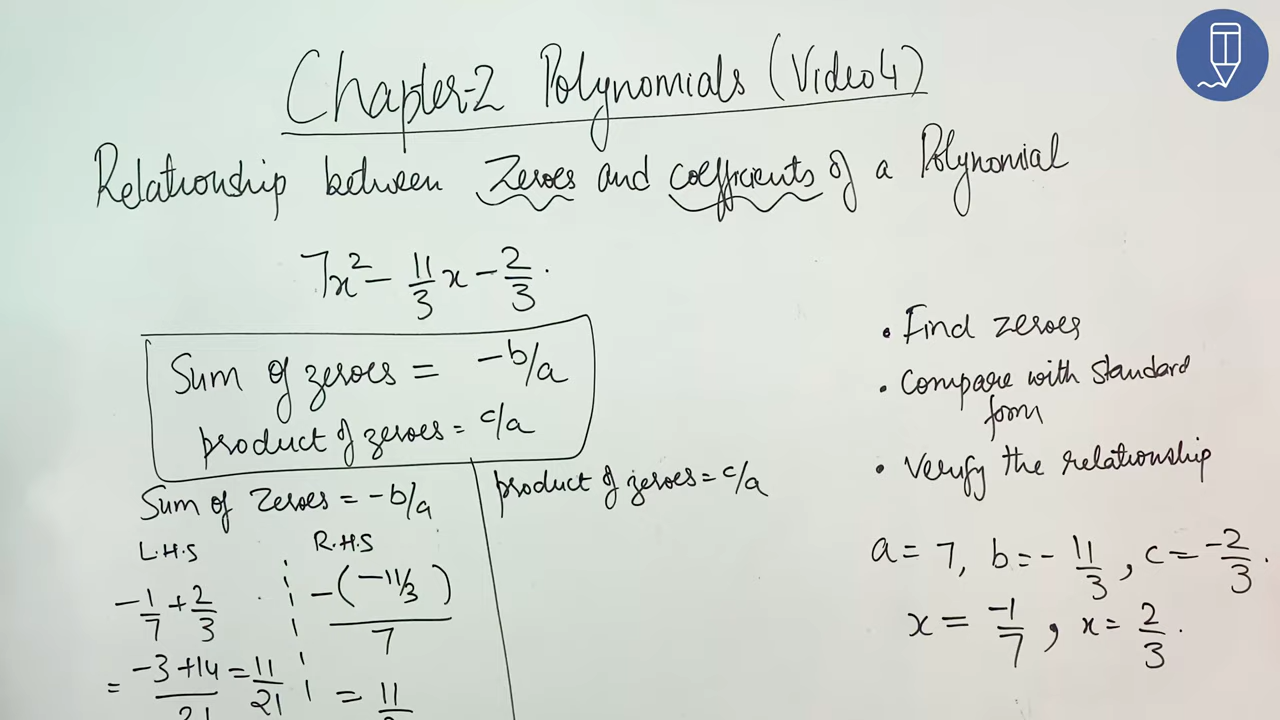 Chapter-2 Polynomials (Video 4)
Relationship between Zeroes and coefficients of a Polynomial
7x² - 11/3 x - 2/3.
Sum of zeroes = -b/a
product of zeroes = c/a
• Find zeroes
• Compare with standard
form
• Verify the relationship
Sum of Zeroes = -b/a
L.H.S R.H.S
-1/7 + 2/3 -(-11/3)/7
= (-3+14)/21 = 11/21 = 11
product of zeroes = c/a
a = 7, b = -11/3, c = -2/3.
x = -1/7, x = 2/3.